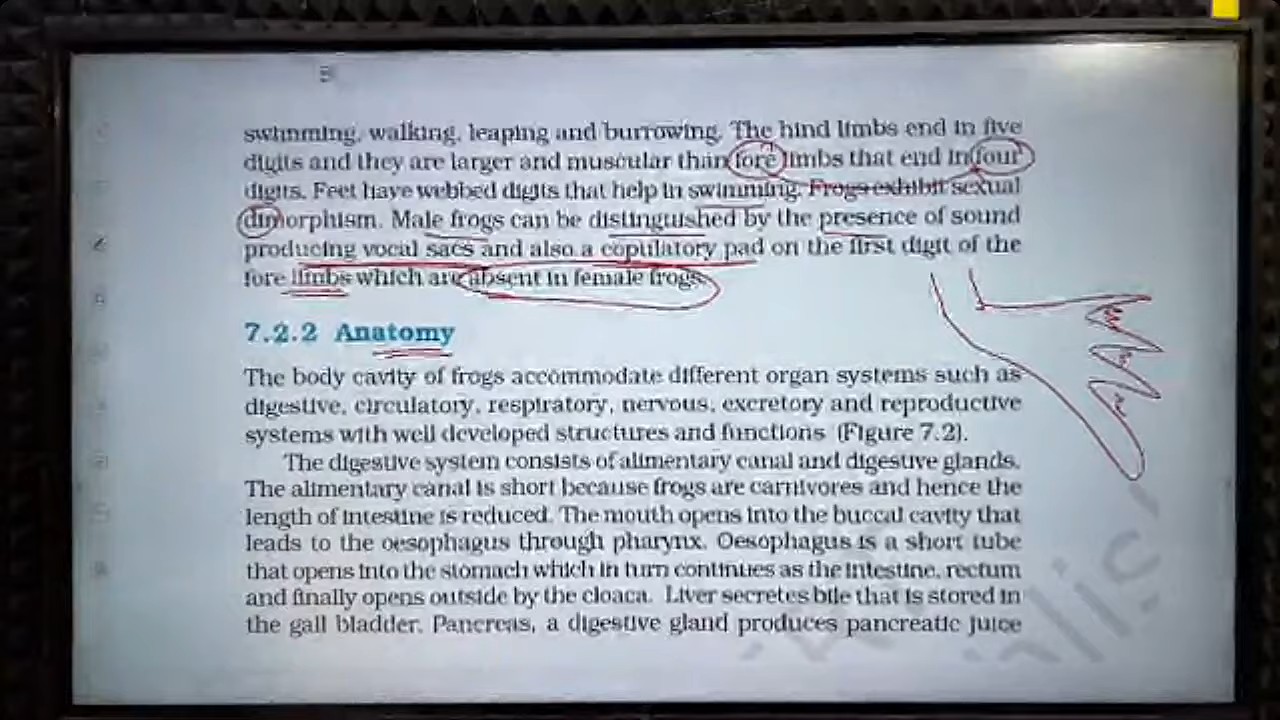 swimming, walking, leaping and burrowing. The hind limbs end in five
digits and they are larger and muscular than fore limbs that end in four
digits. Feet have webbed digits that help in swimming. Frogs exhibit sexual
dimorphism. Male frogs can be distinguished by the presence of sound
producing vocal sacs and also a copulatory pad on the first digit of the
fore limbs which are absent in female frogs.
7.2.2 Anatomy
The body cavity of frogs accommodate different organ systems such as
digestive, circulatory, respiratory, nervous, excretory and reproductive
systems with well developed structures and functions (Figure 7.2).
The digestive system consists of alimentary canal and digestive glands.
The alimentary canal is short because frogs are carnivores and hence the
length of intestine is reduced. The mouth opens into the buccal cavity that
leads to the oesophagus through pharynx. Oesophagus is a short tube
that opens into the stomach which in turn continues as the intestine, rectum
and finally opens outside by the cloaca. Liver secretes bile that is stored in
the gall bladder. Pancreas, a digestive gland produces pancreatic juice